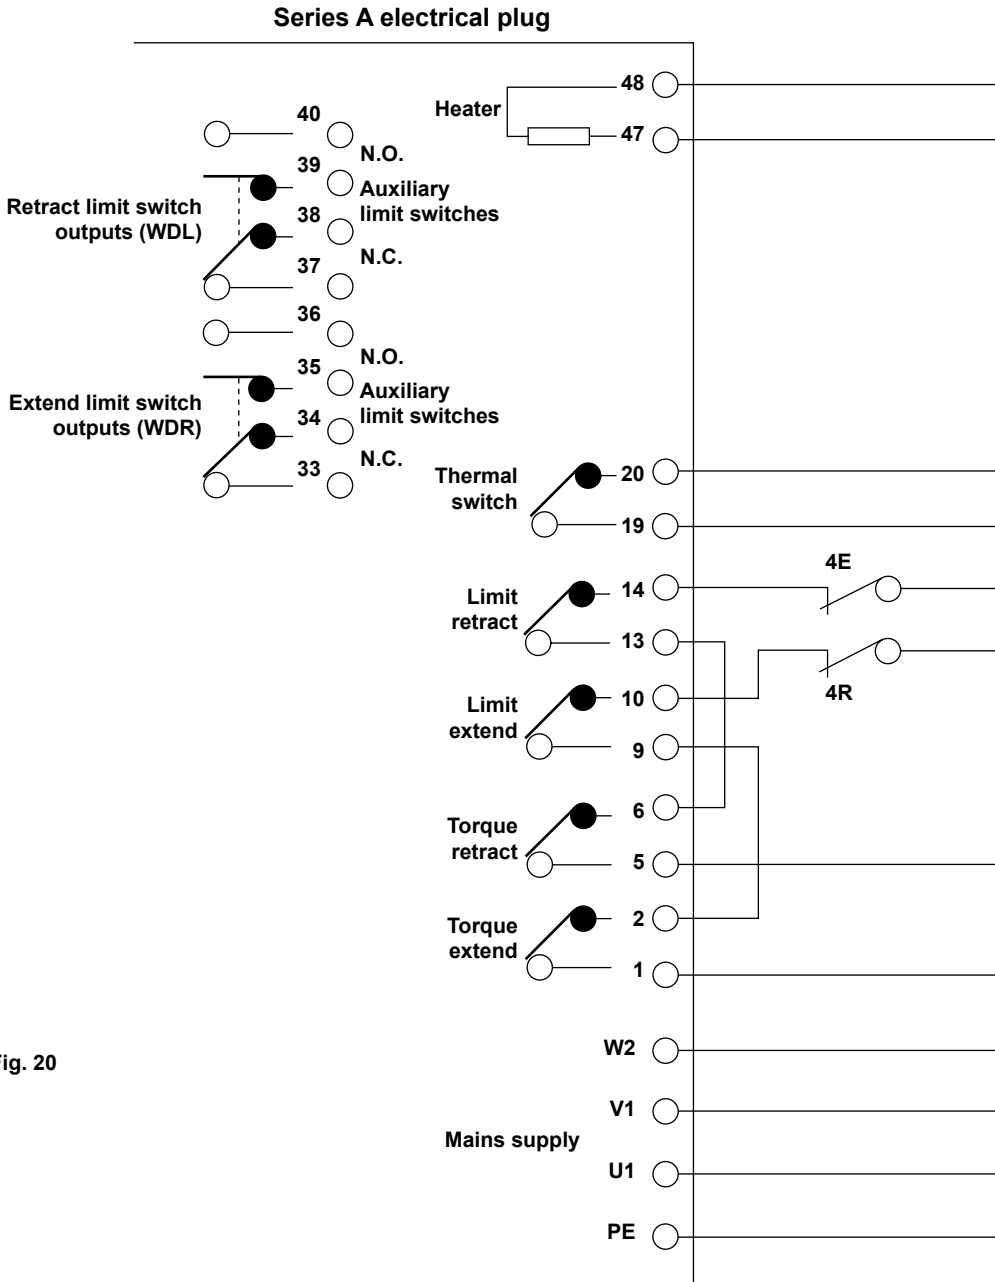 Series A electrical plug
Heater
48
47
40
N.O.
39
Auxiliary
limit switches
Retract limit switch
outputs (WDL)
38
N.C.
37
36
N.O.
35
Auxiliary
limit switches
Extend limit switch
outputs (WDR)
34
N.C.
33
Thermal
switch
20
19
4E
Limit
retract
14
13
4R
Limit
extend
10
9
Torque
retract
6
5
Torque
extend
2
1
Fig. 20
W2
V1
Mains supply
U1
PE